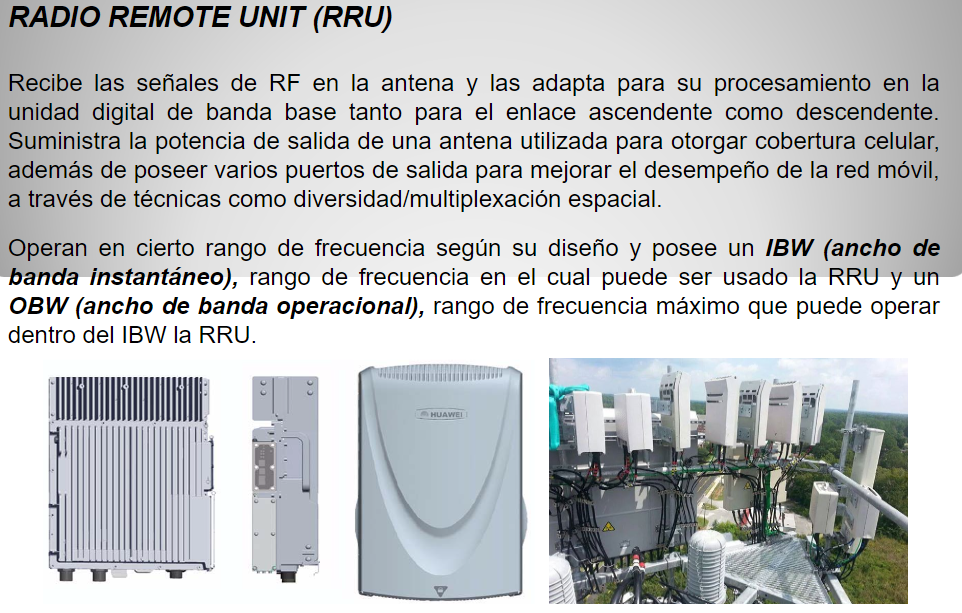 RADIO REMOTE UNIT (RRU)
Recibe las señales de RF en la antena y las adapta para su procesamiento en la
unidad digital de banda base tanto para el enlace ascendente como descendente.
Suministra la potencia de salida de una antena utilizada para otorgar cobertura celular,
además de poseer varios puertos de salida para mejorar el desempeño de la red móvil,
a través de técnicas como diversidad/multiplexación espacial.
Operan en cierto rango de frecuencia según su diseño y posee un IBW (ancho de
banda instantáneo), rango de frecuencia en el cual puede ser usado la RRU y un
OBW (ancho de banda operacional), rango de frecuencia máximo que puede operar
dentro del IBW la RRU.
HUAWEI